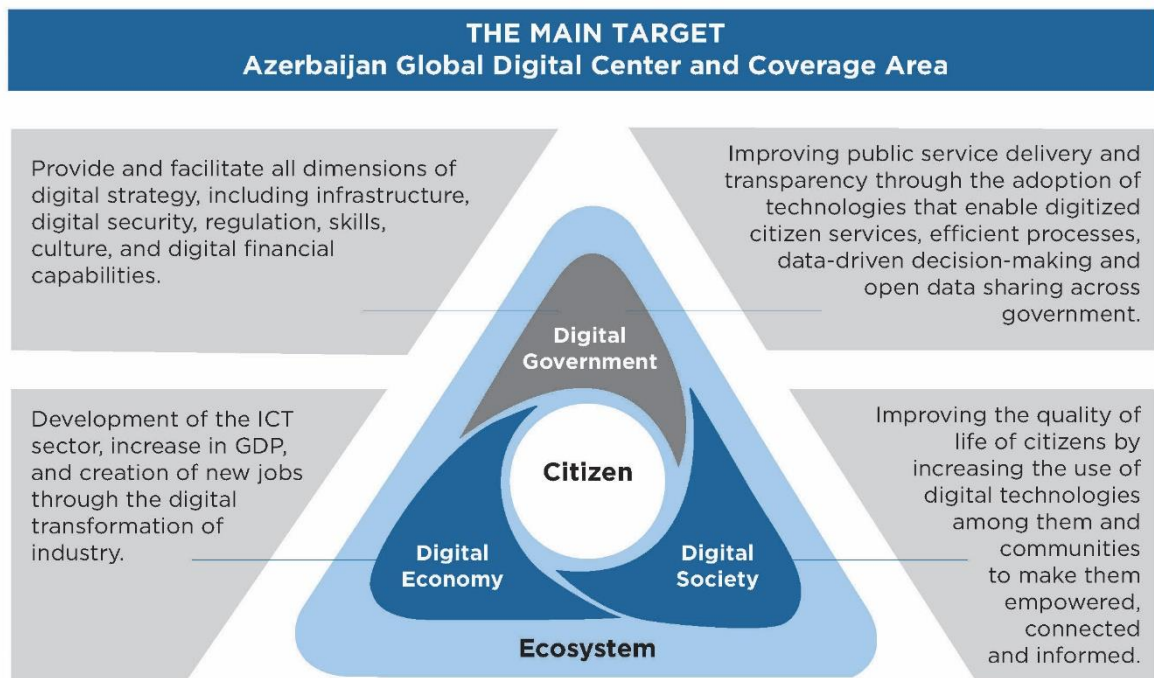 THE MAIN TARGET
Azerbaijan Global Digital Center and Coverage Area
Provide and facilitate all dimensions of
digital strategy, including infrastructure,
digital security, regulation, skills,
culture, and digital financial
capabilities.
Improving public service delivery and
transparency through the adoption of
technologies that enable digitized
citizen services, efficient processes,
data-driven decision-making and
open data sharing across
government.
Digital
Government
Development of the ICT
sector, increase in GDP,
and creation of new jobs
through the digital
transformation of
industry.
Citizen
Digital
Economy
Digital
Society
Improving the quality of
life of citizens by
increasing the use of
digital technologies
among them and
communities
to make them
empowered,
connected
and informed.
Ecosystem